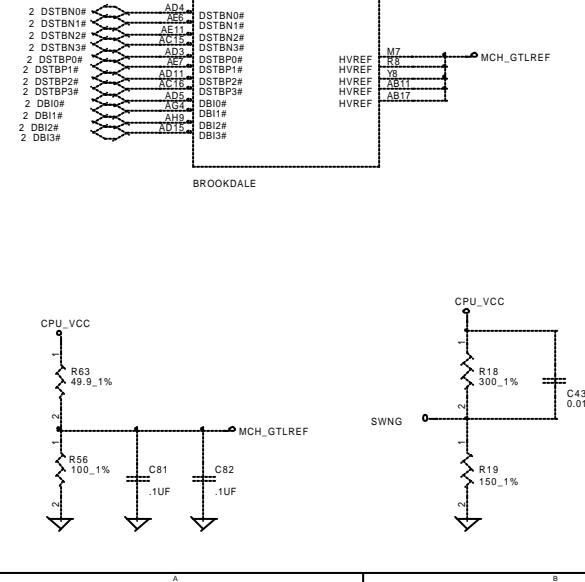 2 DSTBN0# AD4 DSTBN0#
2 DSTBN1# AE6 DSTBN1#
2 DSTBN2# AE11 DSTBN2#
2 DSTBN3# AC15 DSTBN3#
2 DSTBP0# AD3 DSTBP0# HVREF M7 MCH_GTLREF
2 DSTBP1# AE7 DSTBP1# HVREF R8
2 DSTBP2# AD11 DSTBP2# HVREF Y8
2 DSTBP3# AC16 DSTBP3# HVREF AB11
2 DBI0# AD5 DBI0# HVREF AB17
2 DBI1# AG4 DBI1#
2 DBI2# AH9 DBI2#
2 DBI3# AD15 DBI3#
BROOKDALE
CPU_VCC
1
R63
49.9_1%
2
MCH_GTLREF
1
R56
100_1%
2
C81
.1UF
C82
.1UF
CPU_VCC
1
R18
300_1%
2
C43
0.01
SWNG
1
R19
150_1%
2
A B